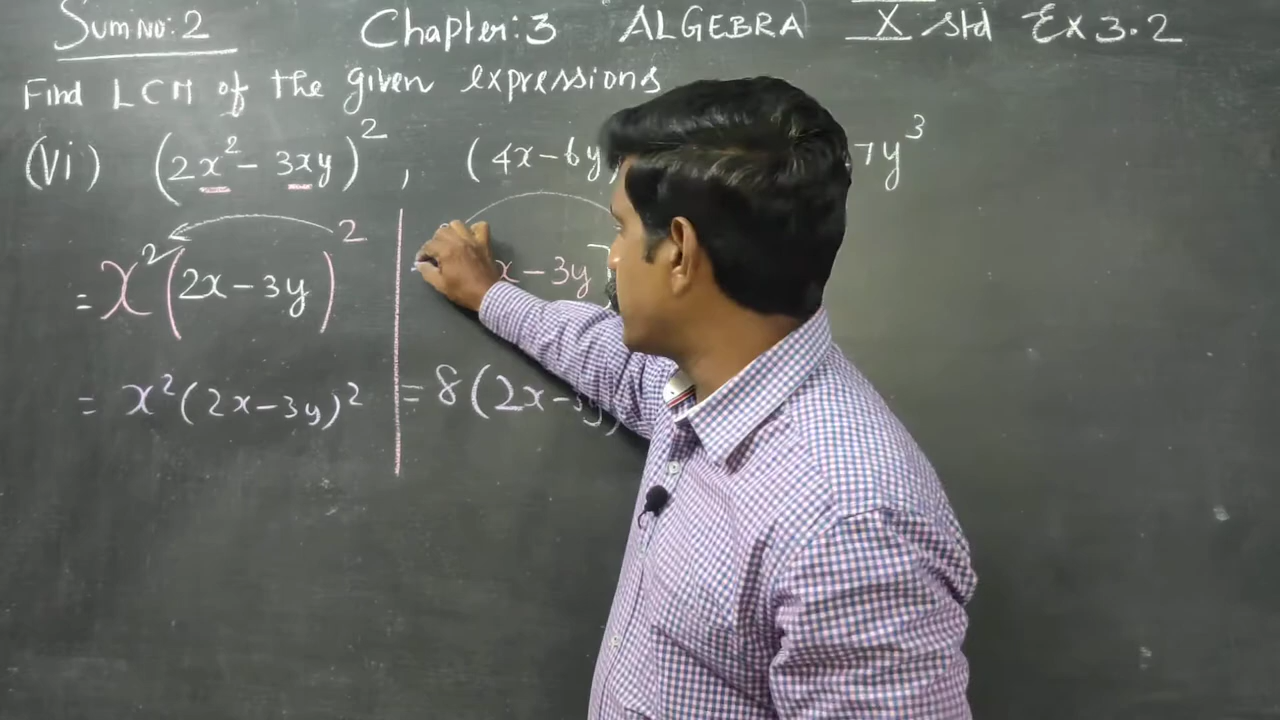 Sum No: 2 Chapter: 3 ALGEBRA X std Ex 3.2
Find LCM of the given expressions
(Vi) (2x² - 3xy)² , (4x - 6y 7y³
= x² (2x - 3y)² x - 3y)
= x² (2x - 3y)² = 8 (2x - 3y)